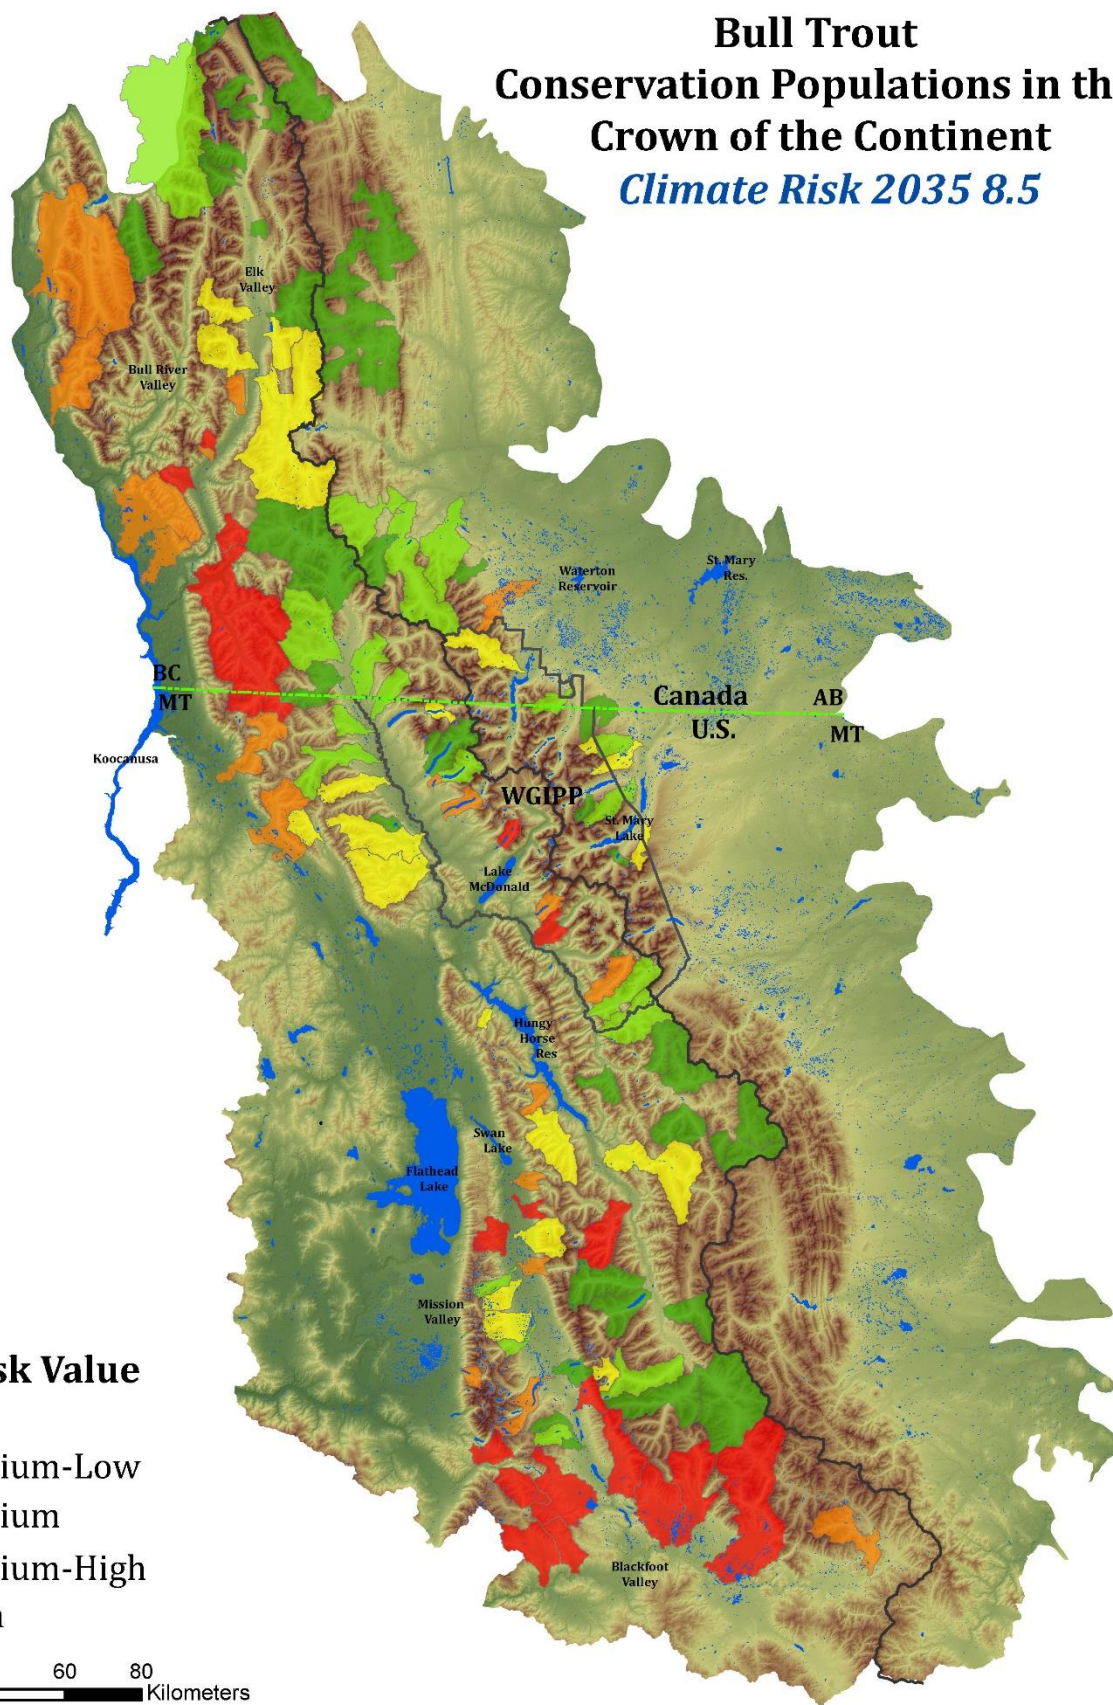 Bull Trout
Conservation Populations in th
Crown of the Continent
Climate Risk 2035 8.5
Elk
Valley
Bull River
Valley
Waterton
Reservoir
St. Mary
Res.
BC
MT
Canada
U.S.
AB
MT
Koocanusa
WGIPP
St. Mary
Lake
Lake
McDonald
Hungy
Horse
Res
Swan
Lake
Flathead
Lake
Mission
Valley
sk Value
ium-Low
ium
ium-High
Blackfoot
Valley
60 80
Kilometers